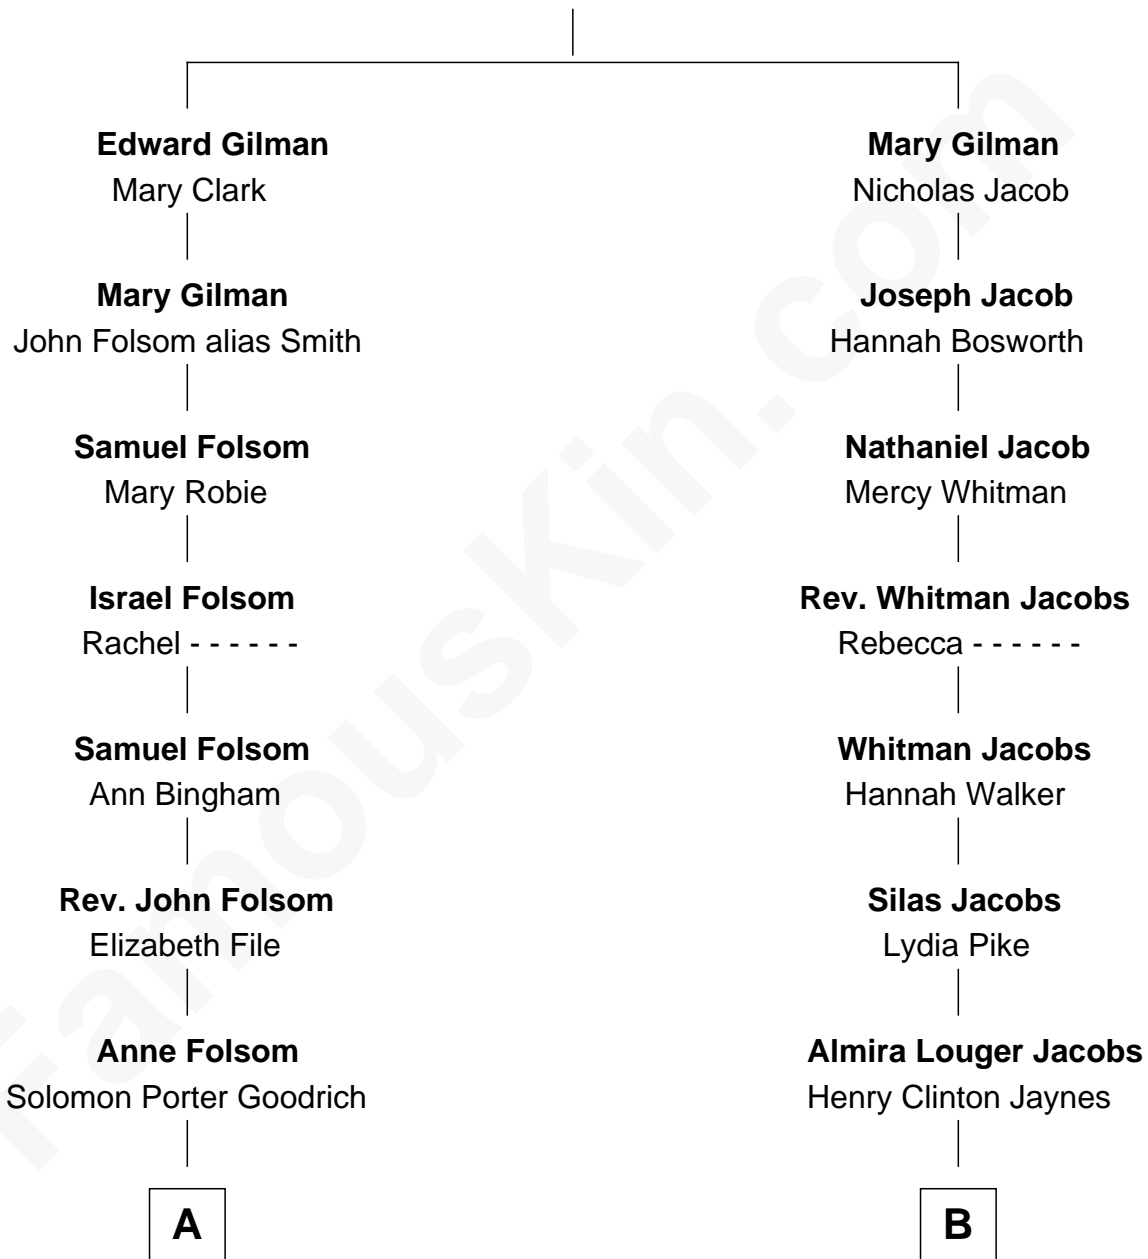 Edward Gilman
Mary Clark
Mary Gilman
John Folsom alias Smith
Samuel Folsom
Mary Robie
Israel Folsom
Rachel - - - - - -
Samuel Folsom
Ann Bingham
Rev. John Folsom
Elizabeth File
Anne Folsom
Solomon Porter Goodrich
A
Mary Gilman
Nicholas Jacob
Joseph Jacob
Hannah Bosworth
Nathaniel Jacob
Mercy Whitman
Rev. Whitman Jacobs
Rebecca - - - - - -
Whitman Jacobs
Hannah Walker
Silas Jacobs
Lydia Pike
Almira Louger Jacobs
Henry Clinton Jaynes
B
FamousKin.com